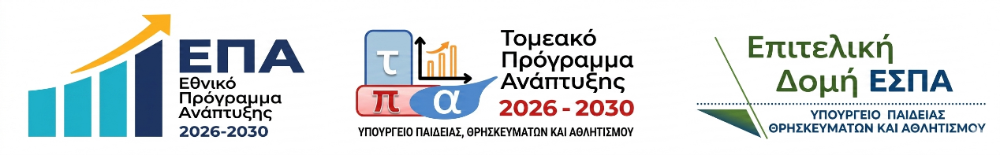 ΕΠΑ
Εθνικό
Πρόγραμμα
Ανάπτυξης
2026-2030
τ
π
α
Τομεακό
Πρόγραμμα
Ανάπτυξης
2026 - 2030
ΥΠΟΥΡΓΕΙΟ ΠΑΙΔΕΙΑΣ, ΘΡΗΣΚΕΥΜΑΤΩΝ ΚΑΙ ΑΘΛΗΤΙΣΜΟΥ
Επιτελική
Δομή ΕΣΠΑ
ΥΠΟΥΡΓΕΙΟ ΠΑΙΔΕΙΑΣ
ΘΡΗΣΚΕΥΜΑΤΩΝ ΚΑΙ ΑΘΛΗΤΙΣΜΟΥ